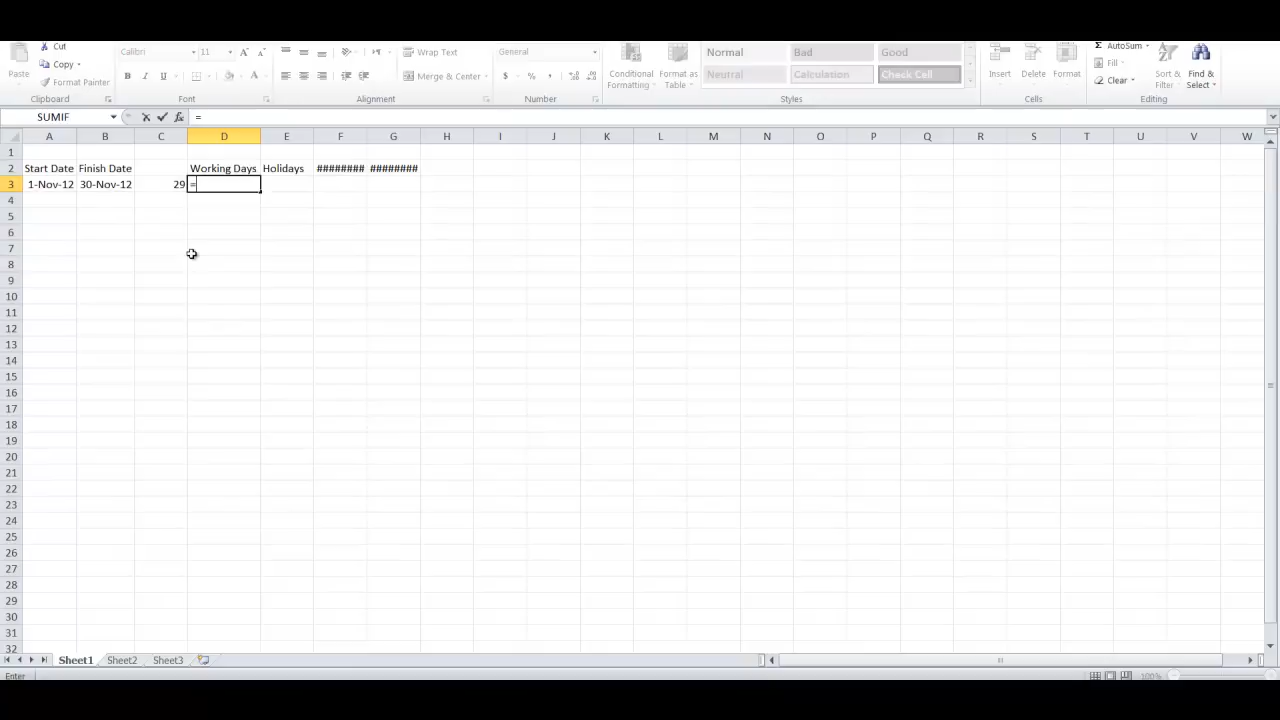 Cut
Copy
Format Painter
Paste
Clipboard
Calibri 11 A A
B I U A
Font
Wrap Text
Merge & Center
Alignment
General
$ % ,
Number
Conditional Formatting
Format as Table
Normal Bad Good
Neutral Calculation Check Cell
Styles
Insert Delete Format
Cells
Σ AutoSum
Fill
Clear
Sort & Filter
Find & Select
Editing
SUMIF fx =
A B C D E F G H I J K L M N O P Q R S T U V W
1
2 Start Date Finish Date Working Days Holidays ######## ########
3 1-Nov-12 30-Nov-12 29 =
4
5
6
7
8
9
10
11
12
13
14
15
16
17
18
19
20
21
22
23
24
25
26
27
28
29
30
31
32
Sheet1 Sheet2 Sheet3
Enter 100%